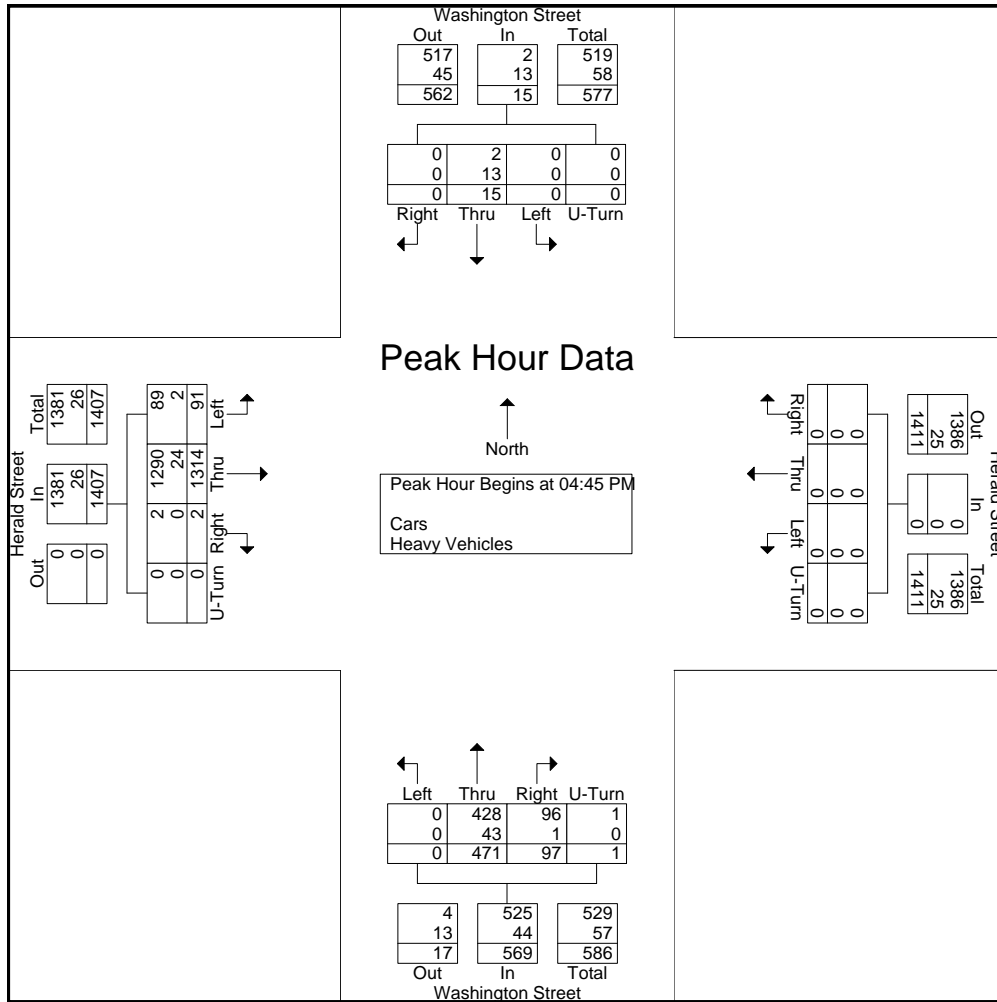 Washington Street
Out In Total
517 2 519
45 13 58
562 15 577
0 2 0 0
0 13 0 0
0 15 0 0
Right Thru Left U-Turn
Peak Hour Data
North
Peak Hour Begins at 04:45 PM
Cars
Heavy Vehicles
Herald Street
Total In Out
1381 1381 0
26 26 0
1407 1407 0
89 1290 2 0
2 24 0 0
91 1314 2 0
Left Thru Right U-Turn
Herald Street
Out In Total
1386 0 1386
25 0 25
1411 0 1411
0 0 0 0
0 0 0 0
0 0 0 0
Right Thru Left U-Turn
Left Thru Right U-Turn
0 428 96 1
0 43 1 0
0 471 97 1
4 525 529
13 44 57
17 569 586
Out In Total
Washington Street